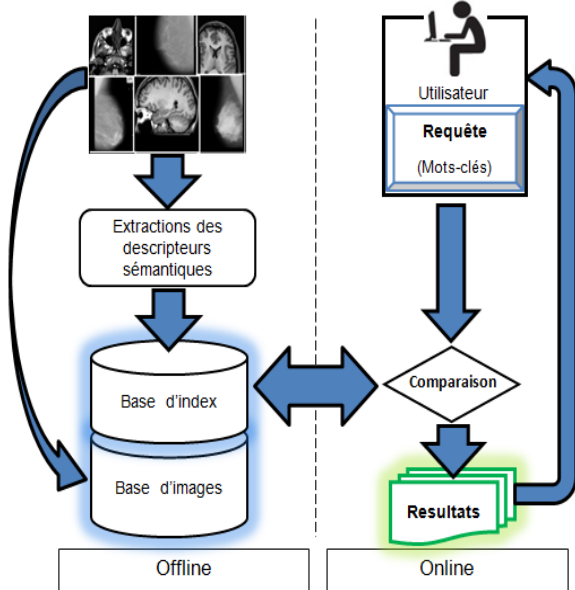 Extractions des
descripteurs
sémantiques
Base d'index
Base d'images
Offline
Utilisateur
Requête
(Mots-clés)
Comparaison
Resultats
Online